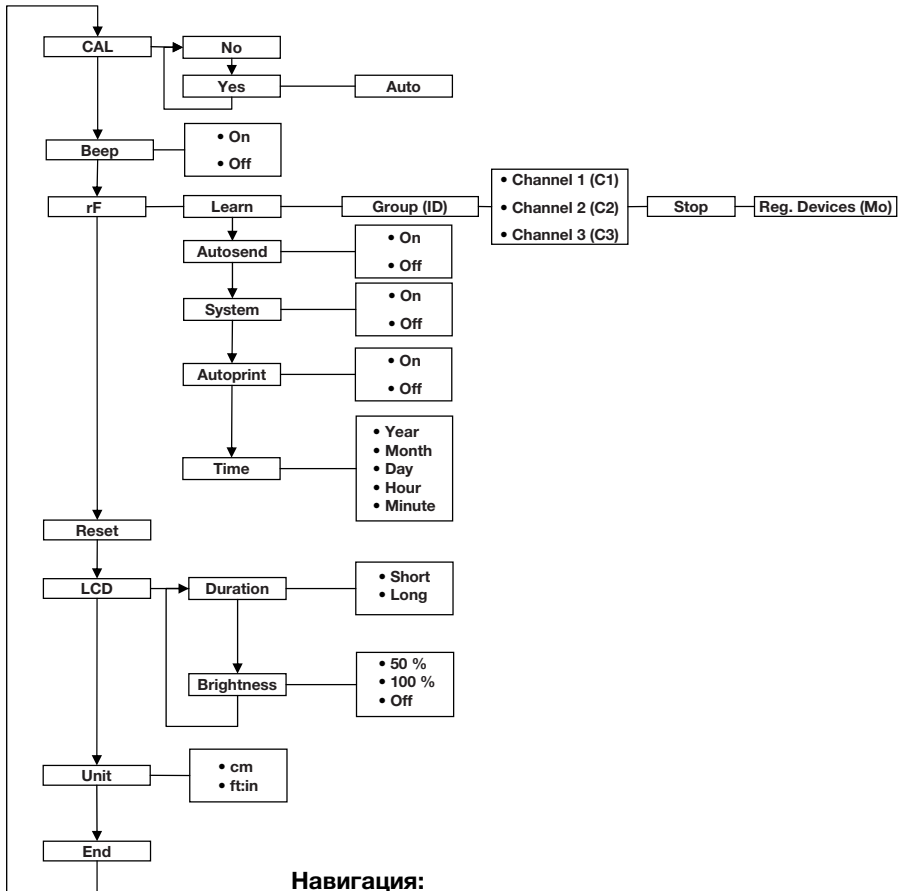 CAL
No
Yes
Auto
Beep
• On
• Off
rF
Learn
Group (ID)
• Channel 1 (C1)
• Channel 2 (C2)
• Channel 3 (C3)
Stop
Reg. Devices (Mo)
Autosend
• On
• Off
System
• On
• Off
Autoprint
• On
• Off
Time
• Year
• Month
• Day
• Hour
• Minute
Reset
LCD
Duration
• Short
• Long
Brightness
• 50 %
• 100 %
• Off
Unit
• cm
• ft:in
End
Навигация: